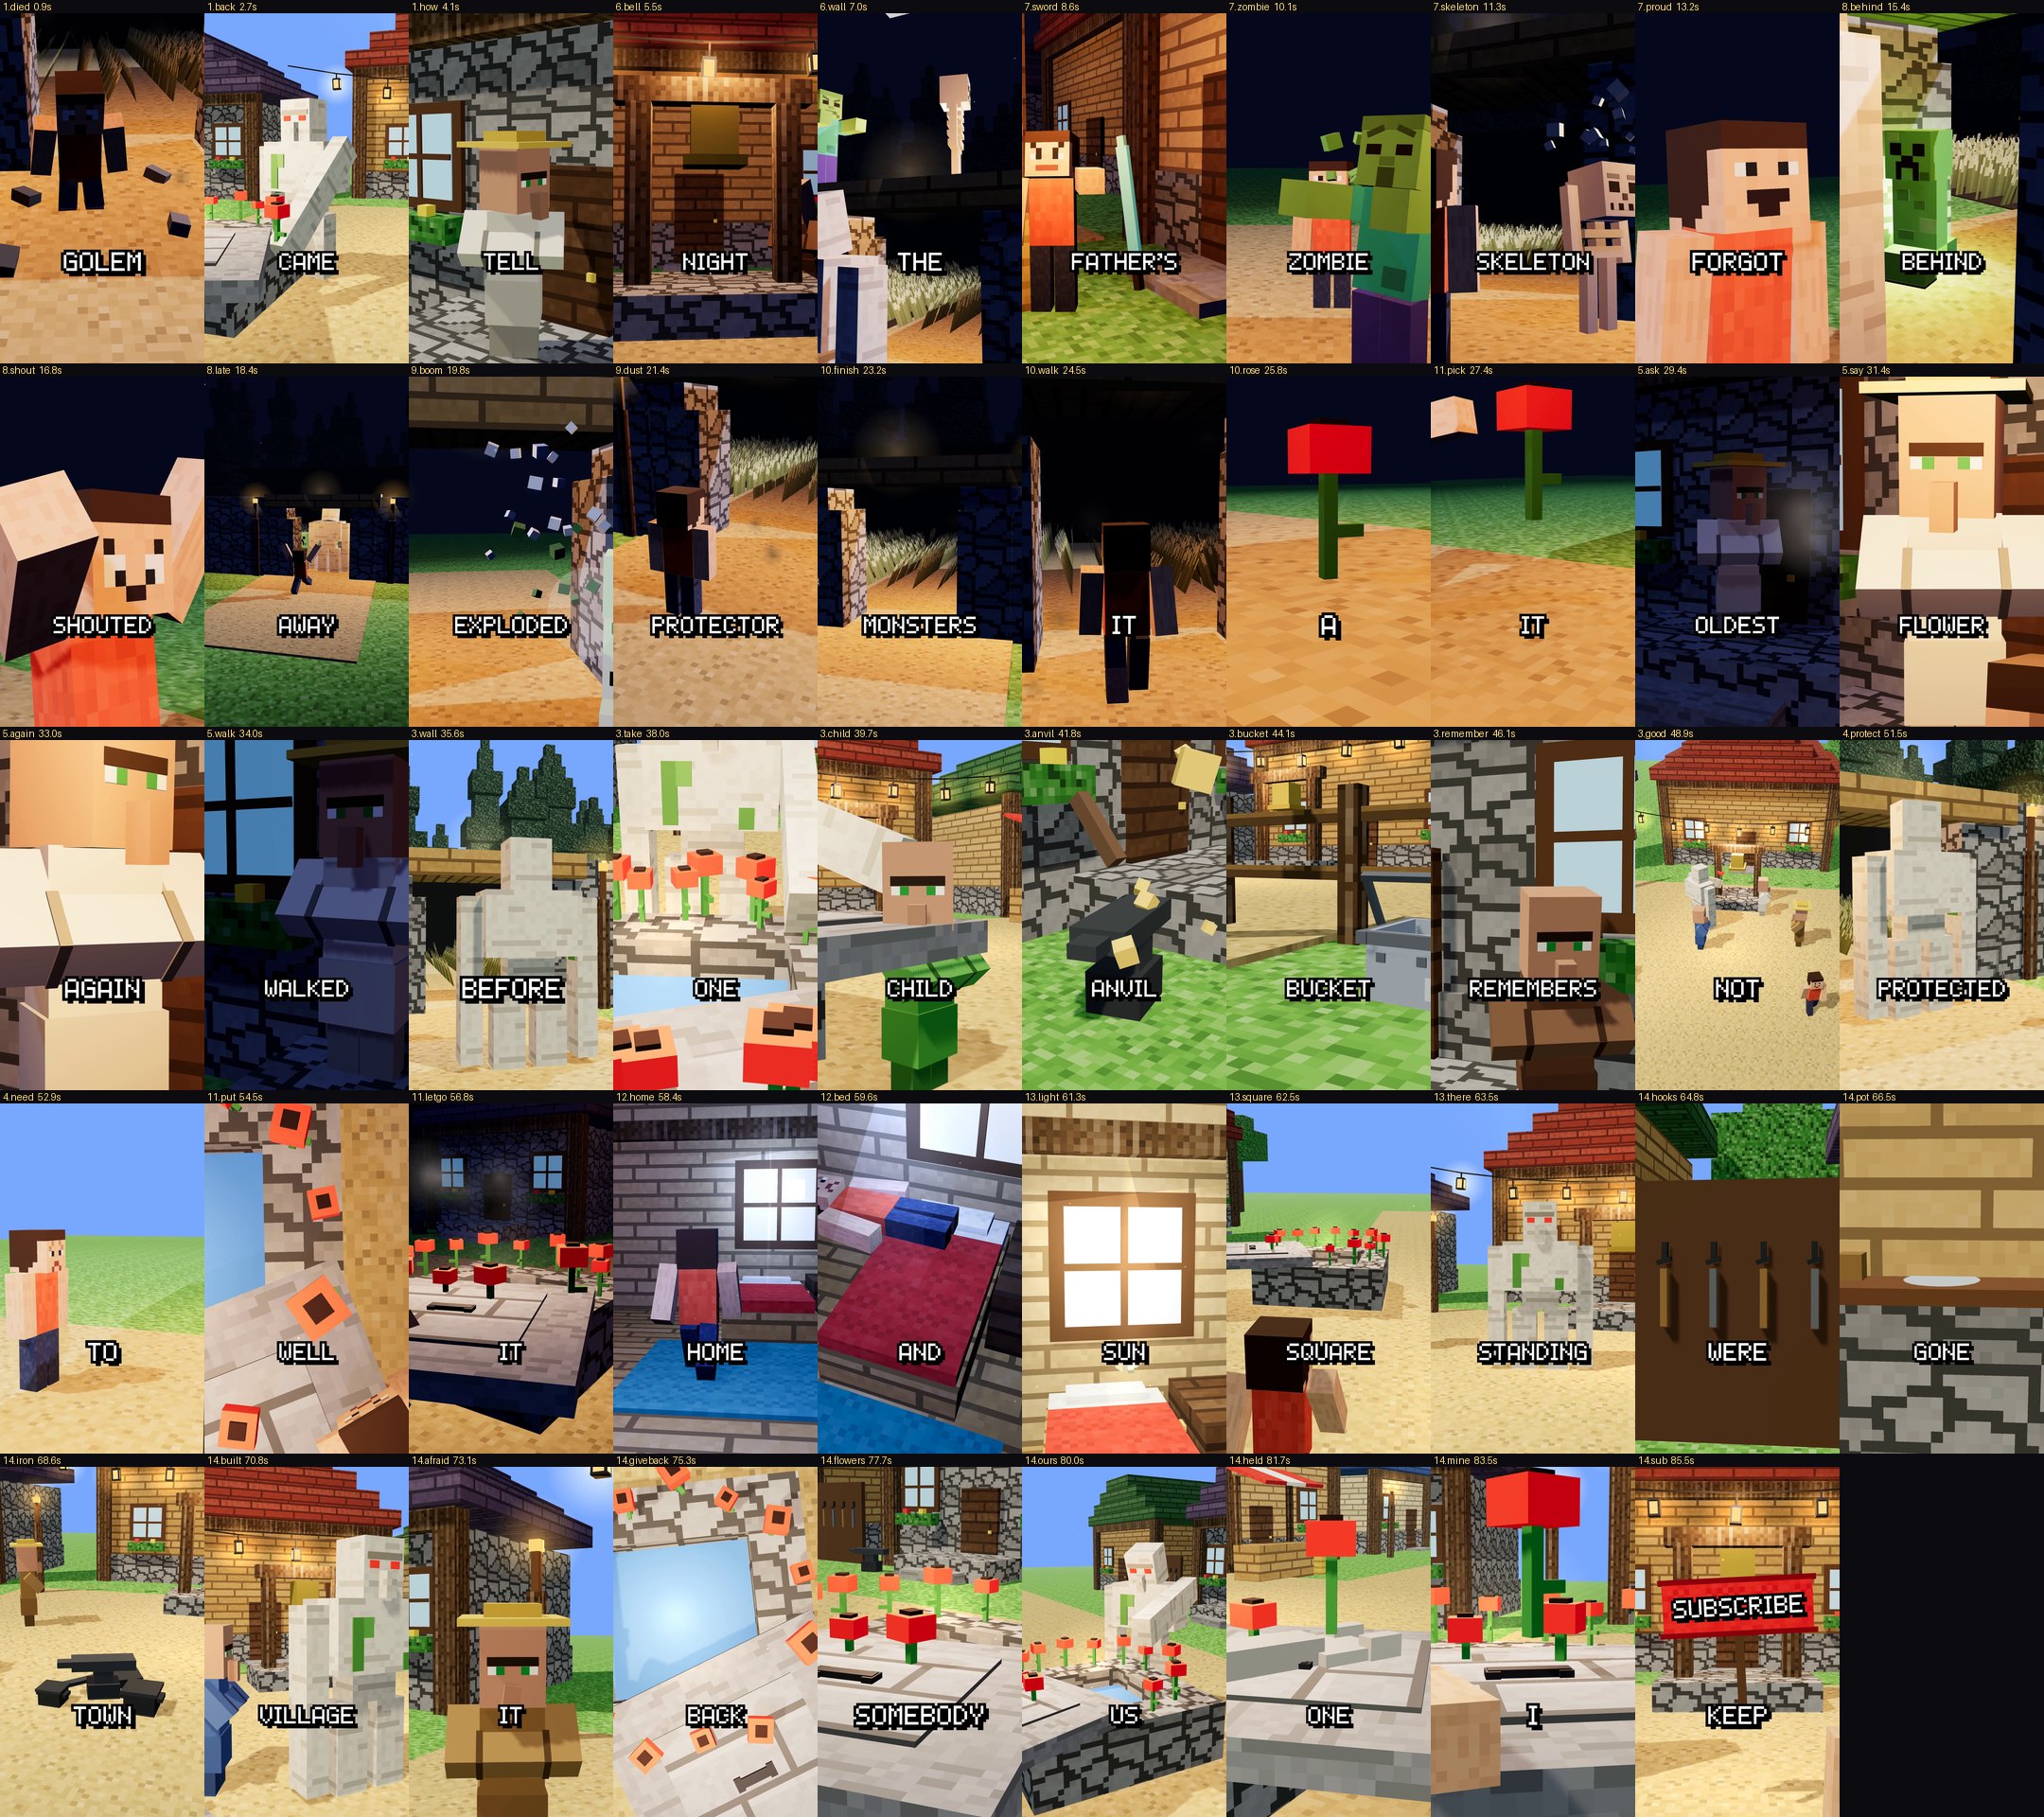 1.died 0.9s
1.back 2.7s
1.how 4.1s
6.bell 5.5s
6.wall 7.0s
7.sword 8.6s
7.zombie 10.1s
7.skeleton 11.3s
7.proud 13.2s
8.behind 15.4s
GOLEM
CAME
TELL
NIGHT
THE
FATHER'S
ZOMBIE
SKELETON
FORGOT
BEHIND
8.shout 16.8s
8.late 18.4s
9.boom 19.8s
9.dust 21.4s
10.finish 23.2s
10.walk 24.5s
10.rose 25.8s
11.pick 27.4s
5.ask 29.4s
5.say 31.4s
SHOUTED
AWAY
EXPLODED
PROTECTOR
MONSTERS
IT
A
IT
OLDEST
FLOWER
5.again 33.0s
5.walk 34.0s
3.wall 35.6s
3.take 38.0s
3.child 39.7s
3.anvil 41.8s
3.bucket 44.1s
3.remember 46.1s
3.good 48.9s
4.protect 51.5s
AGAIN
WALKED
BEFORE
ONE
CHILD
ANVIL
BUCKET
REMEMBERS
NOT
PROTECTED
4.need 52.9s
11.put 54.5s
11.letgo 56.8s
12.home 58.4s
12.bed 59.6s
13.light 61.3s
13.square 62.5s
13.there 63.5s
14.hooks 64.8s
14.pot 66.5s
TO
WELL
IT
HOME
AND
SUN
SQUARE
STANDING
WERE
GONE
14.iron 68.6s
14.built 70.8s
14.afraid 73.1s
14.giveback 75.3s
14.flowers 77.7s
14.ours 80.0s
14.held 81.7s
14.mine 83.5s
14.sub 85.5s
SUBSCRIBE
TOWN
VILLAGE
IT
BACK
SOMEBODY
US
ONE
I
KEEP